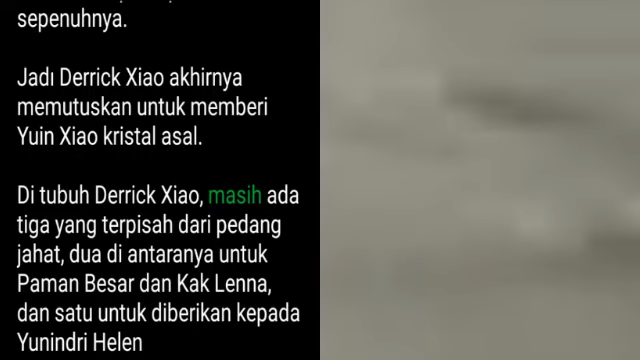 sepenuhnya.
Jadi Derrick Xiao akhirnya
memutuskan untuk memberi
Yuin Xiao kristal asal.
Di tubuh Derrick Xiao, masih ada
tiga yang terpisah dari pedang
jahat, dua di antaranya untuk
Paman Besar dan Kak Lenna,
dan satu untuk diberikan kepada
Yunindri Helen